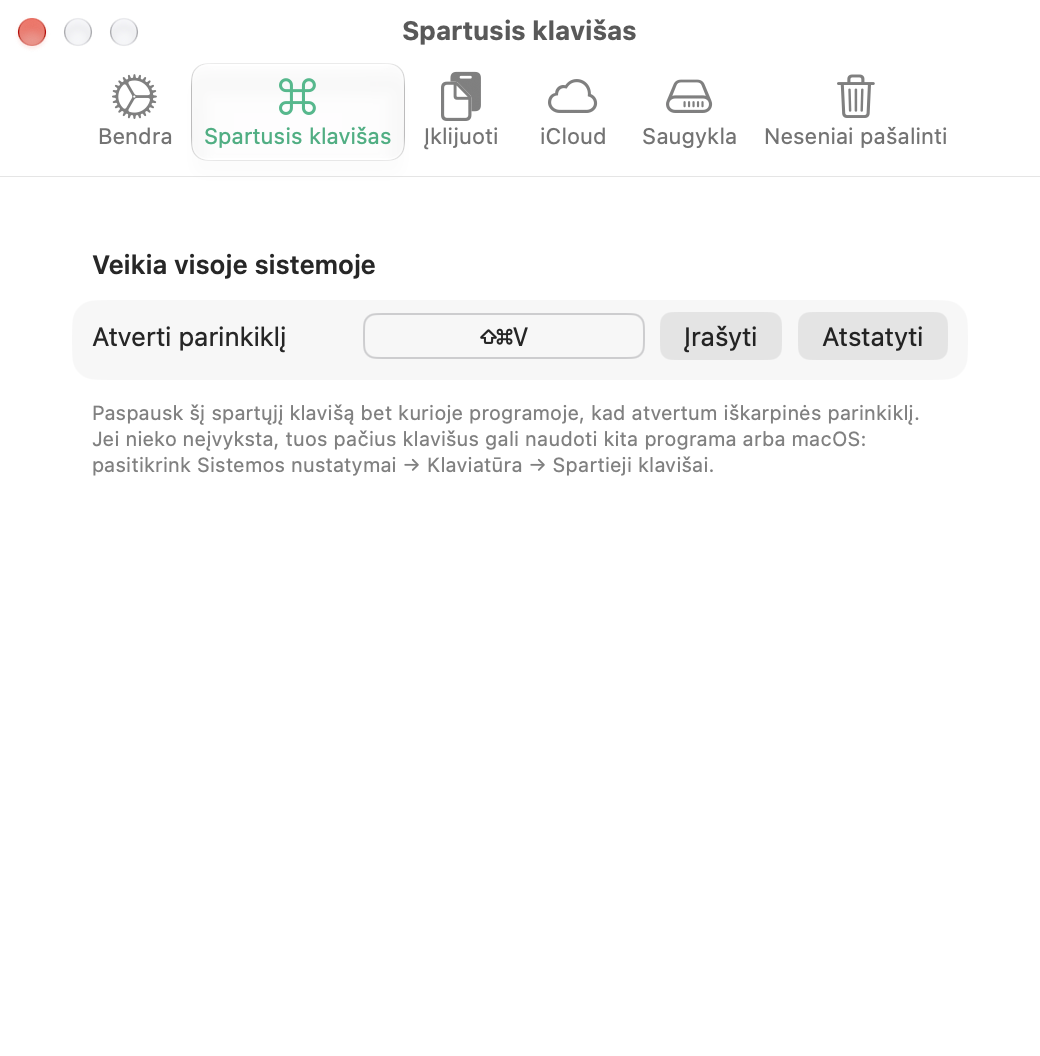 Spartusis klavišas
Bendra
Spartusis klavišas
Įklijuoti
iCloud
Saugykla
Neseniai pašalinti
Veikia visoje sistemoje
Atverti parinkiklį
⇧⌘V
Įrašyti
Atstatyti
Paspausk šį spartųjį klavišą bet kurioje programoje, kad atvertum iškarpinės parinkiklį.
Jei nieko neįvyksta, tuos pačius klavišus gali naudoti kita programa arba macOS:
pasitikrink Sistemos nustatymai → Klaviatūra → Spartieji klavišai.